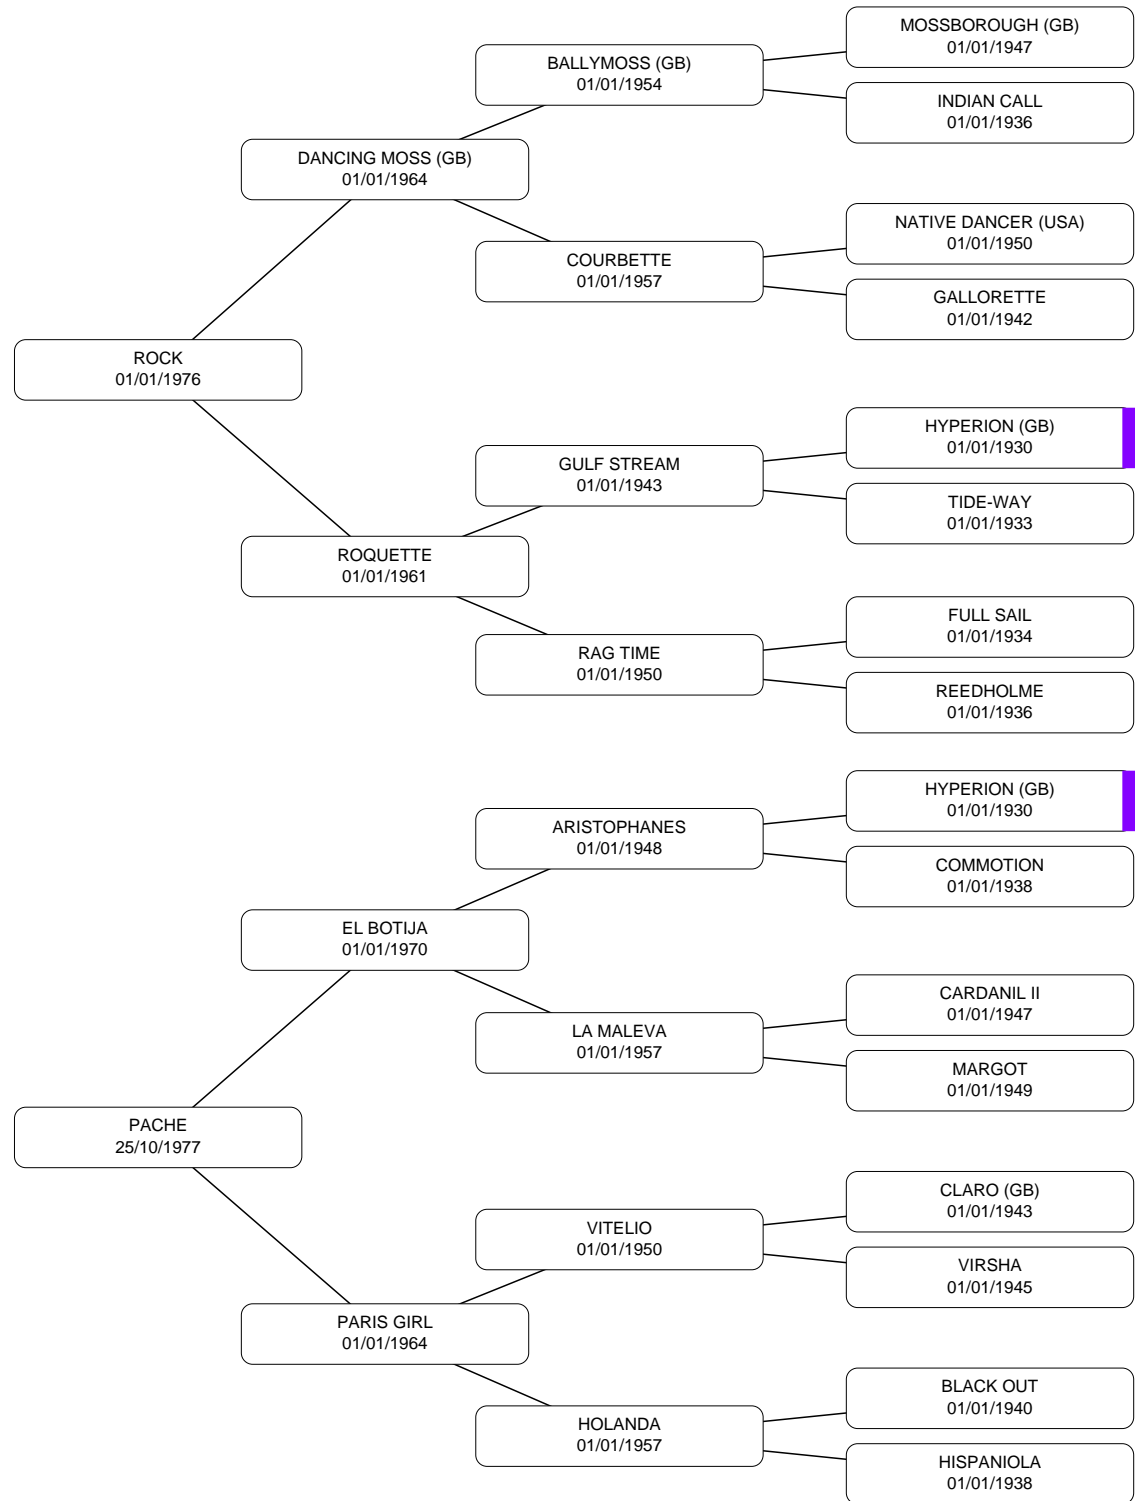 MOSSBOROUGH (GB)
01/01/1947
BALLYMOSS (GB)
01/01/1954
INDIAN CALL
01/01/1936
DANCING MOSS (GB)
01/01/1964
NATIVE DANCER (USA)
01/01/1950
COURBETTE
01/01/1957
GALLORETTE
01/01/1942
ROCK
01/01/1976
HYPERION (GB)
01/01/1930
GULF STREAM
01/01/1943
TIDE-WAY
01/01/1933
ROQUETTE
01/01/1961
FULL SAIL
01/01/1934
RAG TIME
01/01/1950
REEDHOLME
01/01/1936
HYPERION (GB)
01/01/1930
ARISTOPHANES
01/01/1948
COMMOTION
01/01/1938
EL BOTIJA
01/01/1970
CARDANIL II
01/01/1947
LA MALEVA
01/01/1957
MARGOT
01/01/1949
PACHE
25/10/1977
CLARO (GB)
01/01/1943
VITELIO
01/01/1950
VIRSHA
01/01/1945
PARIS GIRL
01/01/1964
BLACK OUT
01/01/1940
HOLANDA
01/01/1957
HISPANIOLA
01/01/1938